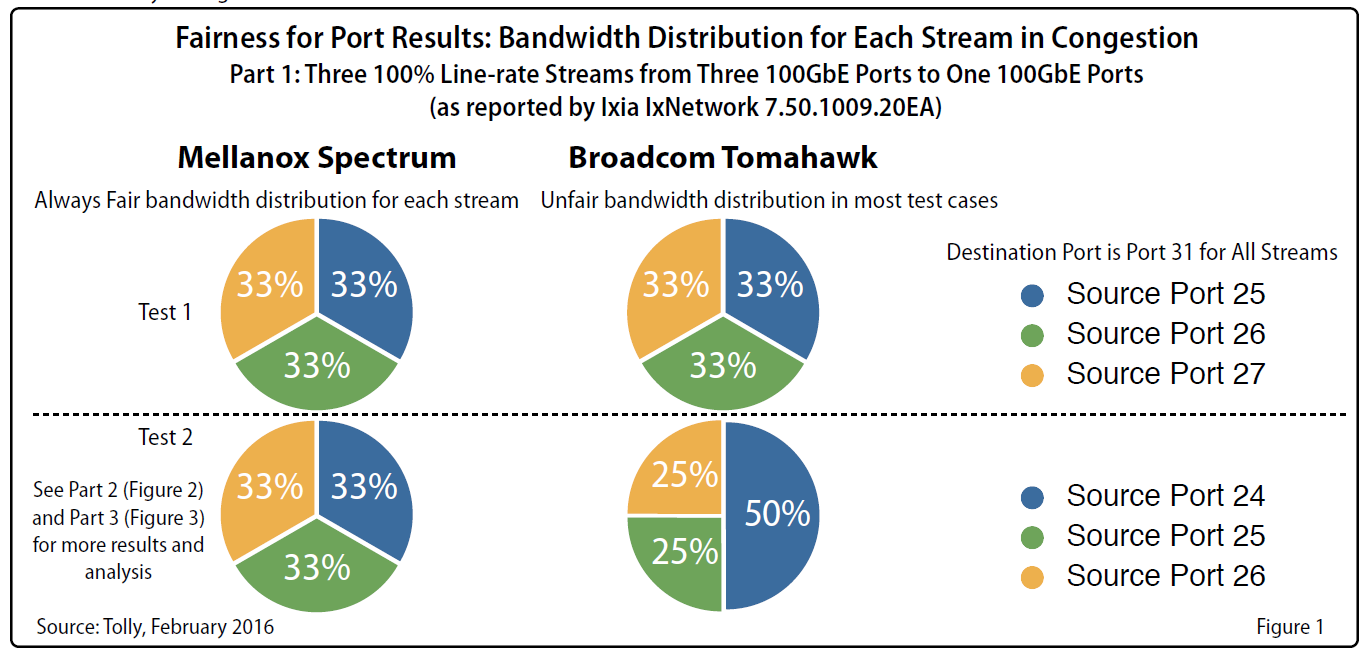 Fairness for Port Results: Bandwidth Distribution for Each Stream in Congestion
Part 1: Three 100% Line-rate Streams from Three 100GbE Ports to One 100GbE Ports
(as reported by Ixia IxNetwork 7.50.1009.20EA)
Mellanox Spectrum
Broadcom Tomahawk
Always Fair bandwidth distribution for each stream
Unfair bandwidth distribution in most test cases
Destination Port is Port 31 for All Streams
Test 1
33%
33%
33%
33%
33%
33%
Source Port 25
Source Port 26
Source Port 27
Test 2
See Part 2 (Figure 2)
and Part 3 (Figure 3)
for more results and
analysis
33%
33%
33%
25%
50%
25%
Source Port 24
Source Port 25
Source Port 26
Source: Tolly, February 2016
Figure 1